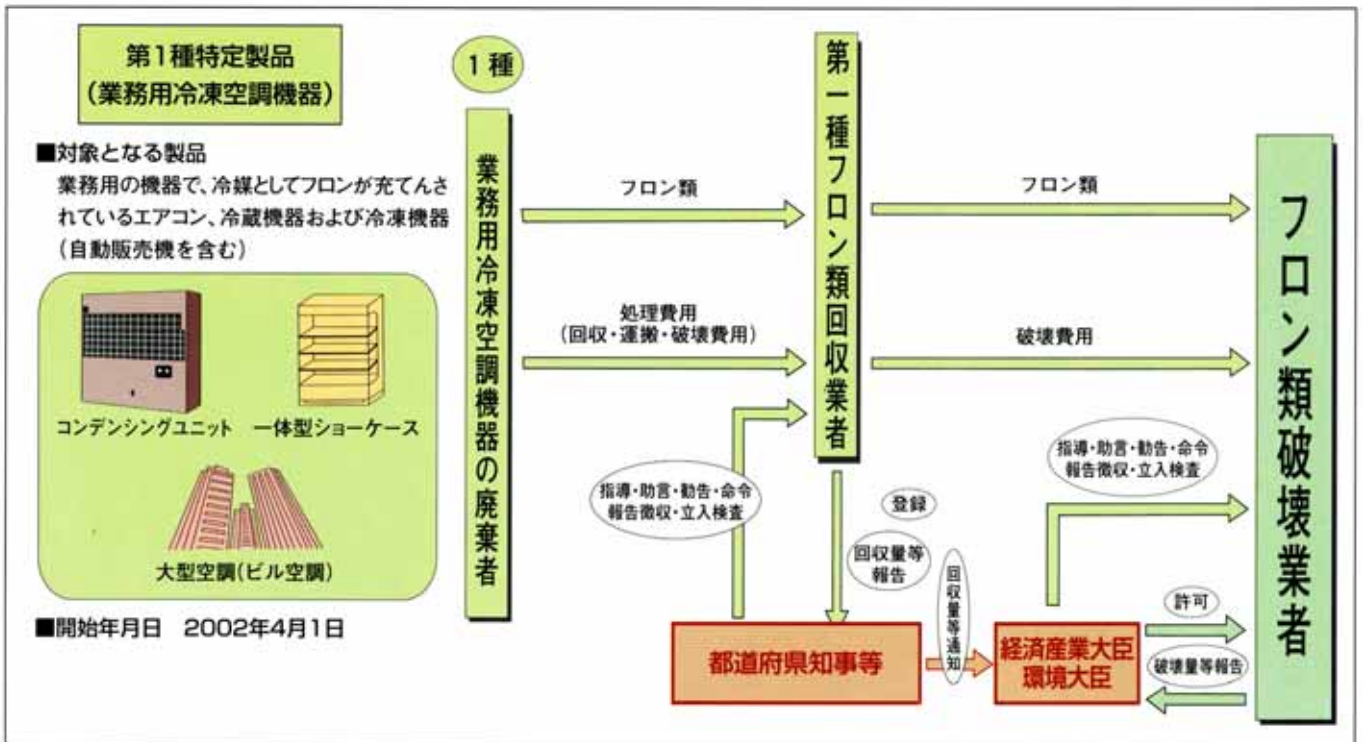 第1種特定製品
(業務用冷凍空調機器)
■対象となる製品
業務用の機器で、冷媒としてフロンが充てんさ
れているエアコン、冷蔵機器および冷凍機器
(自動販売機を含む)
コンデンシングユニット
一体型ショーケース
大型空調(ビル空調)
■開始年月日 2002年4月1日
1種
業務用冷凍空調機器の廃棄者
フロン類
処理費用
(回収・運搬・破壊費用)
第一種フロン類回収業者
フロン類
破壊費用
フロン類破壊業者
指導・助言・勧告・命令
報告徴収・立入検査
登録
回収量等
報告
回収量等通知
指導・助言・勧告・命令
報告徴収・立入検査
許可
破壊量等報告
都道府県知事等
経済産業大臣
環境大臣